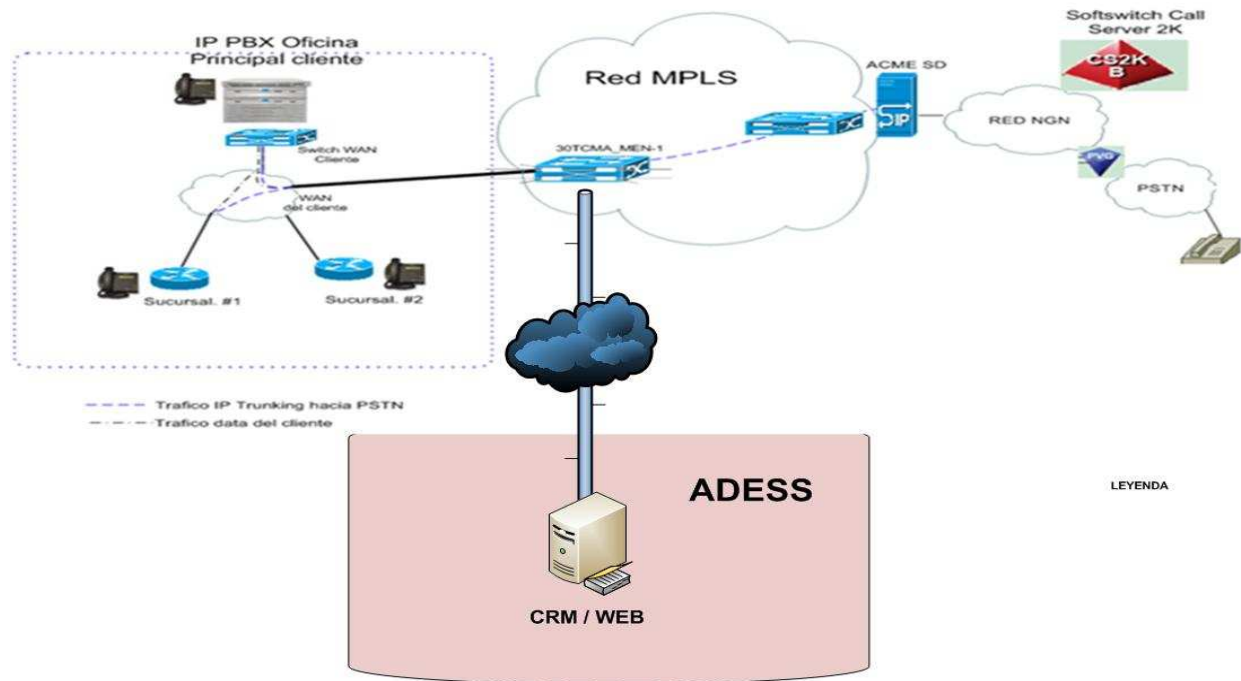 IP PBX Oficina
Principal cliente
Switch WAN
Cliente
WAN
del cliente
Sucursal. #1
Sucursal. #2
Red MPLS
30TCMA_MEN-1
ACME SD
SIP
Softswitch Call
Server 2K
CS2K
B
RED NGN
PVG
PSTN
Trafico IP Trunking hacia PSTN
Trafico data del cliente
ADESS
CRM / WEB
LEYENDA